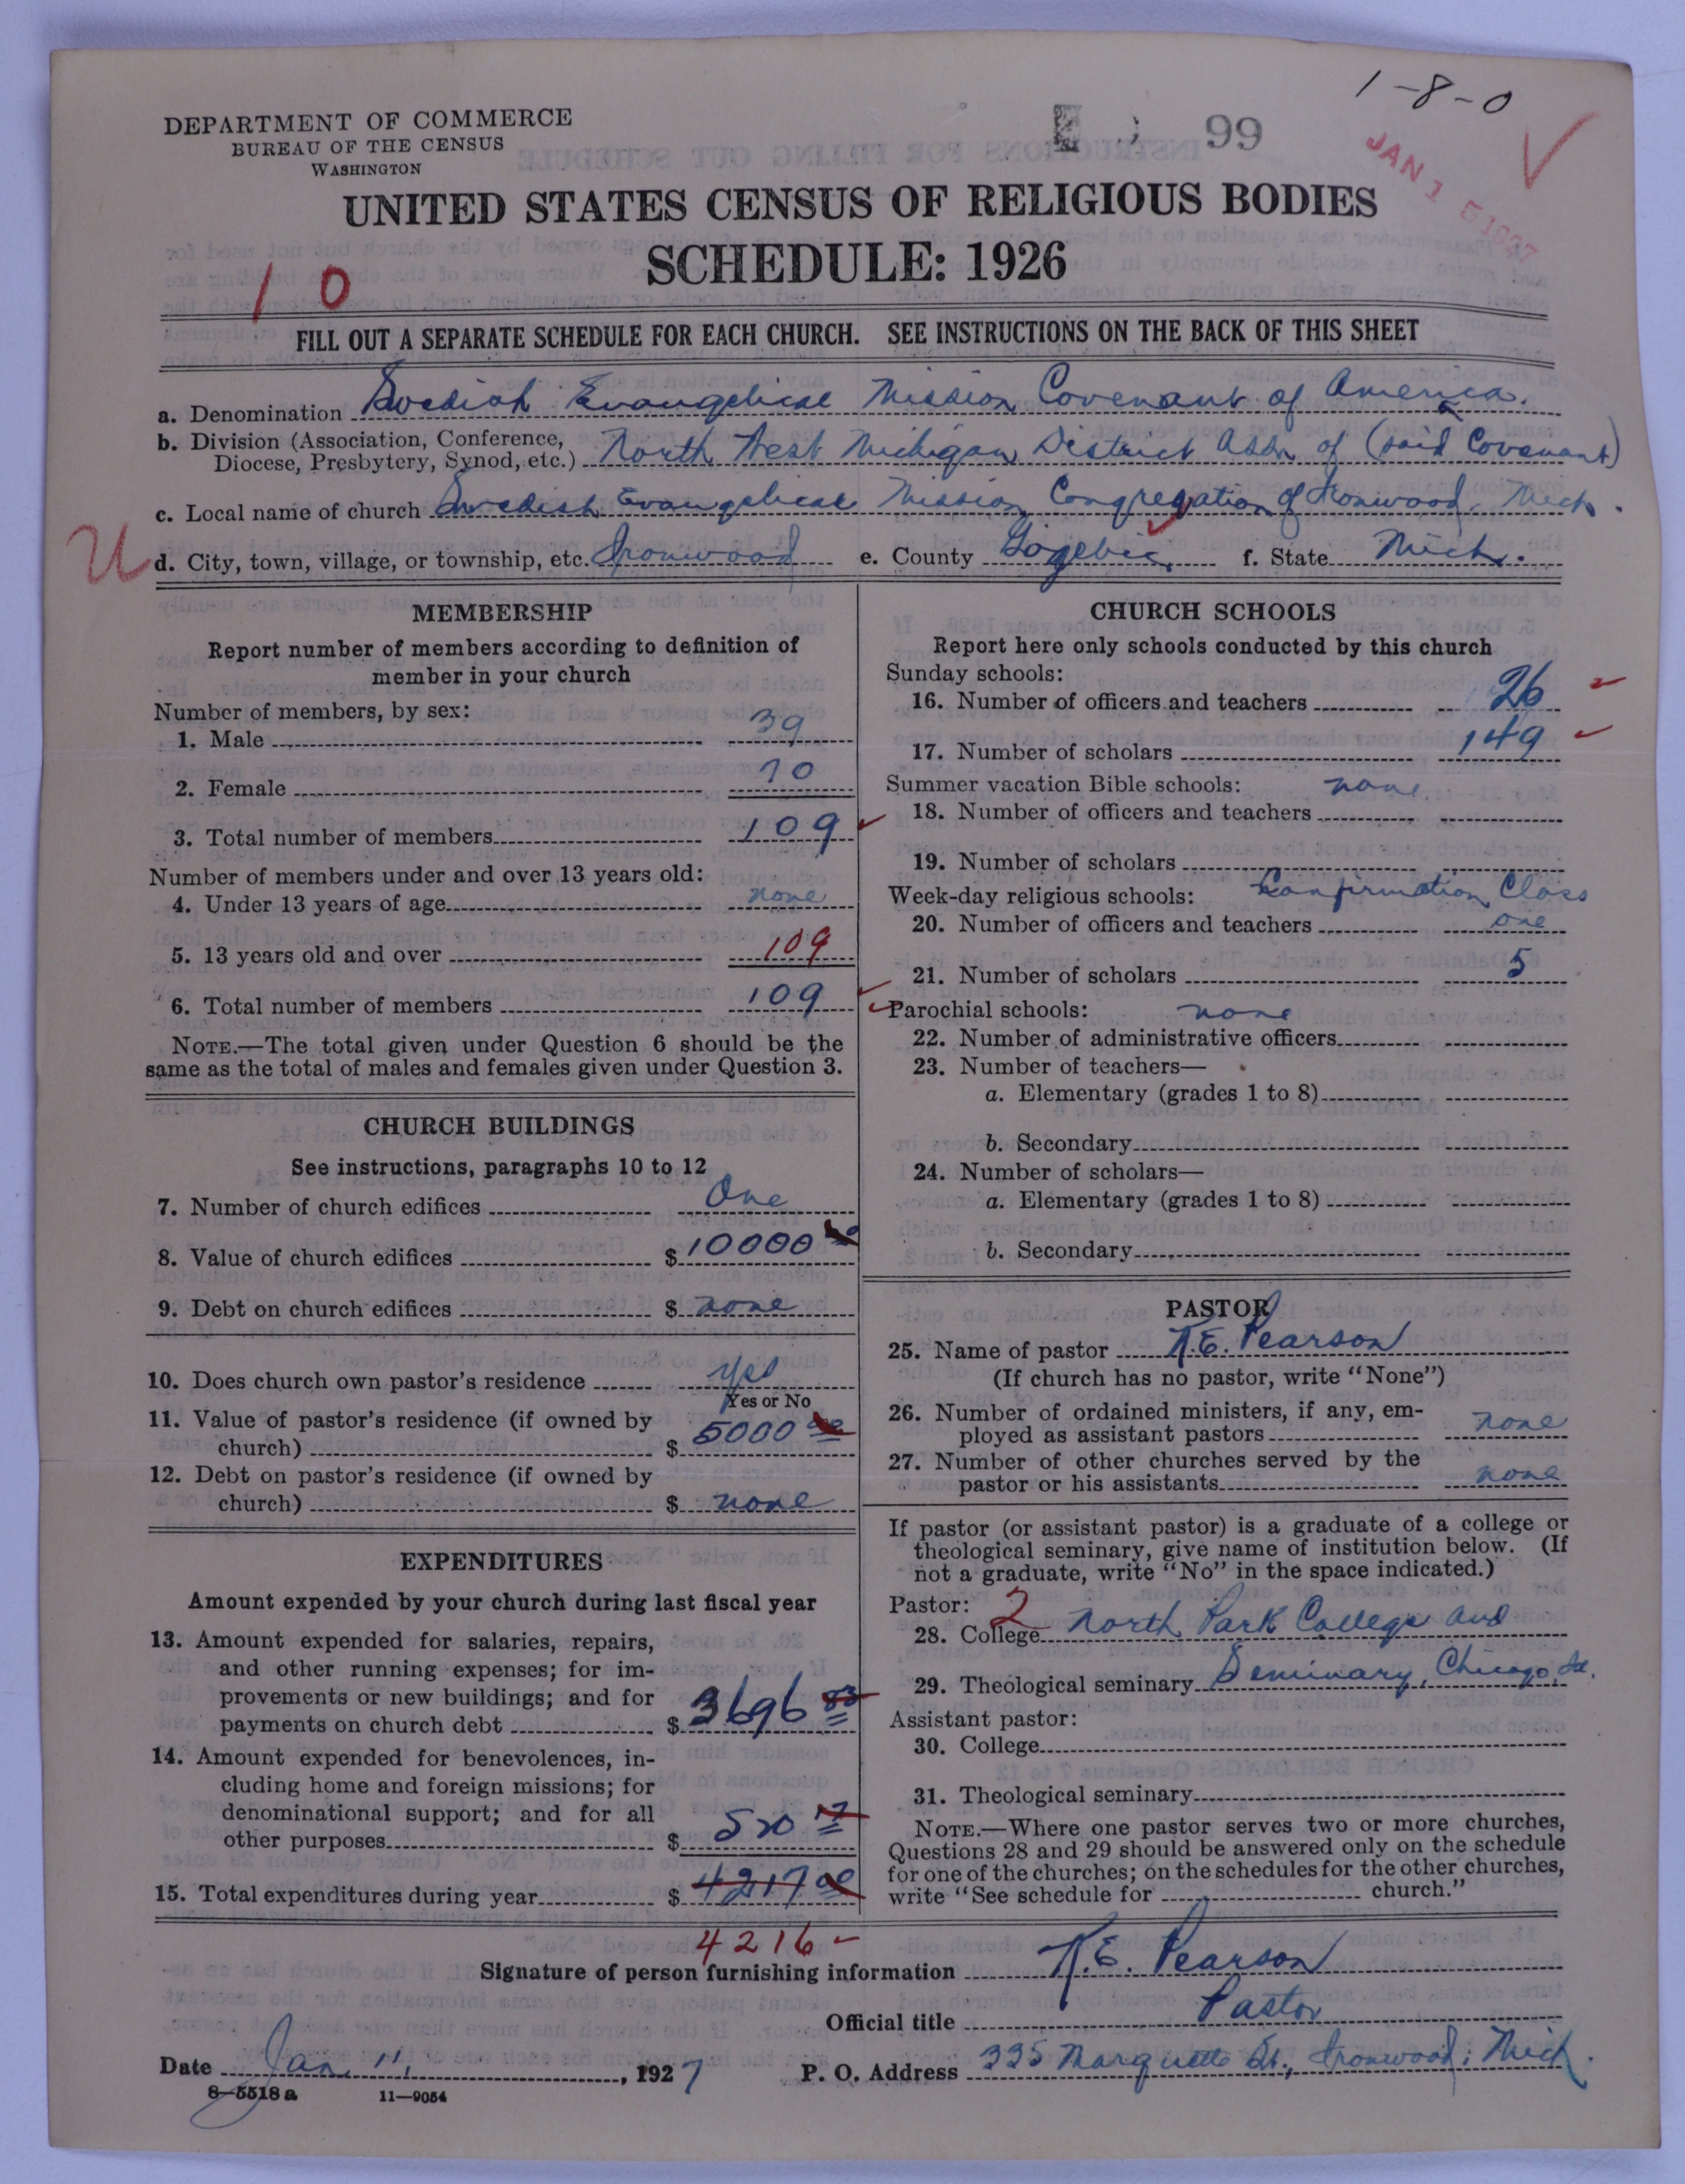 1-8-0
DEPARTMENT OF COMMERCE
BUREAU OF THE CENSUS
WASHINGTON
99
JAN 15 1927
UNITED STATES CENSUS OF RELIGIOUS BODIES
SCHEDULE: 1926
10
FILL OUT A SEPARATE SCHEDULE FOR EACH CHURCH. SEE INSTRUCTIONS ON THE BACK OF THIS SHEET
a. Denomination Swedish Evangelical Mission Covenant of America.
b. Division (Association, Conference, Diocese, Presbytery, Synod, etc.) North West Michigan District Assn of (said Covenant)
c. Local name of church Swedish Evangelical Mission Congregation of Ironwood, Mich.
d. City, town, village, or township, etc. Ironwood e. County Gogebic, f. State Mich.
MEMBERSHIP
Report number of members according to definition of
member in your church
Number of members, by sex:
1. Male 39
2. Female 70
3. Total number of members 109
Number of members under and over 13 years old:
4. Under 13 years of age none
5. 13 years old and over 109
6. Total number of members 109
NOTE.—The total given under Question 6 should be the
same as the total of males and females given under Question 3.
CHURCH BUILDINGS
See instructions, paragraphs 10 to 12
7. Number of church edifices One
8. Value of church edifices $ 10000 00
9. Debt on church edifices $ none
10. Does church own pastor's residence yes
Yes or No
11. Value of pastor's residence (if owned by
church) $ 5000 00
12. Debt on pastor's residence (if owned by
church) $ none
EXPENDITURES
Amount expended by your church during last fiscal year
13. Amount expended for salaries, repairs,
and other running expenses; for im-
provements or new buildings; and for
payments on church debt $ 3696 83
14. Amount expended for benevolences, in-
cluding home and foreign missions; for
denominational support; and for all
other purposes $ 520 17
15. Total expenditures during year $ 4217 00
4216
CHURCH SCHOOLS
Report here only schools conducted by this church
Sunday schools:
16. Number of officers and teachers 26
17. Number of scholars 149
Summer vacation Bible schools: none
18. Number of officers and teachers
19. Number of scholars
Week-day religious schools: Confirmation Class
20. Number of officers and teachers one
21. Number of scholars 5
Parochial schools: none
22. Number of administrative officers
23. Number of teachers—
a. Elementary (grades 1 to 8)
b. Secondary
24. Number of scholars—
a. Elementary (grades 1 to 8)
b. Secondary
PASTOR
25. Name of pastor K.E. Pearson
(If church has no pastor, write "None")
26. Number of ordained ministers, if any, em-
ployed as assistant pastors none
27. Number of other churches served by the
pastor or his assistants none
If pastor (or assistant pastor) is a graduate of a college or
theological seminary, give name of institution below. (If
not a graduate, write "No" in the space indicated.)
Pastor: 2
28. College North Park College and
29. Theological seminary Seminary, Chicago, Ill.
Assistant pastor:
30. College
31. Theological seminary
NOTE.—Where one pastor serves two or more churches,
Questions 28 and 29 should be answered only on the schedule
for one of the churches; on the schedules for the other churches,
write "See schedule for church."
Signature of person furnishing information K.E. Pearson
Official title Pastor
Date Jan. 11, 1927 P. O. Address 335 Marquette St., Ironwood, Mich.
8-5518a 11-9054